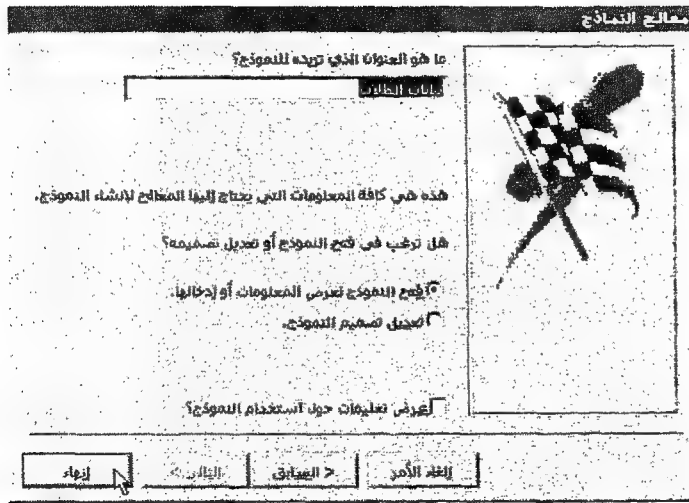 معالج النماذج
ما هو العنوان الذي تريده للنموذج؟
بيانات الطلاب
هذه هي كافة المعلومات التي يحتاج إليها المعالج لإنشاء النموذج.
هل ترغب في فتح النموذج أو تعديل تصميمه؟
فتح النموذج لعرض المعلومات أو إدخالها.
تعديل تصميم النموذج.
عرض تعليمات حول استخدام النموذج؟
إلغاء الأمر
< السابق
التالي >
إنهاء